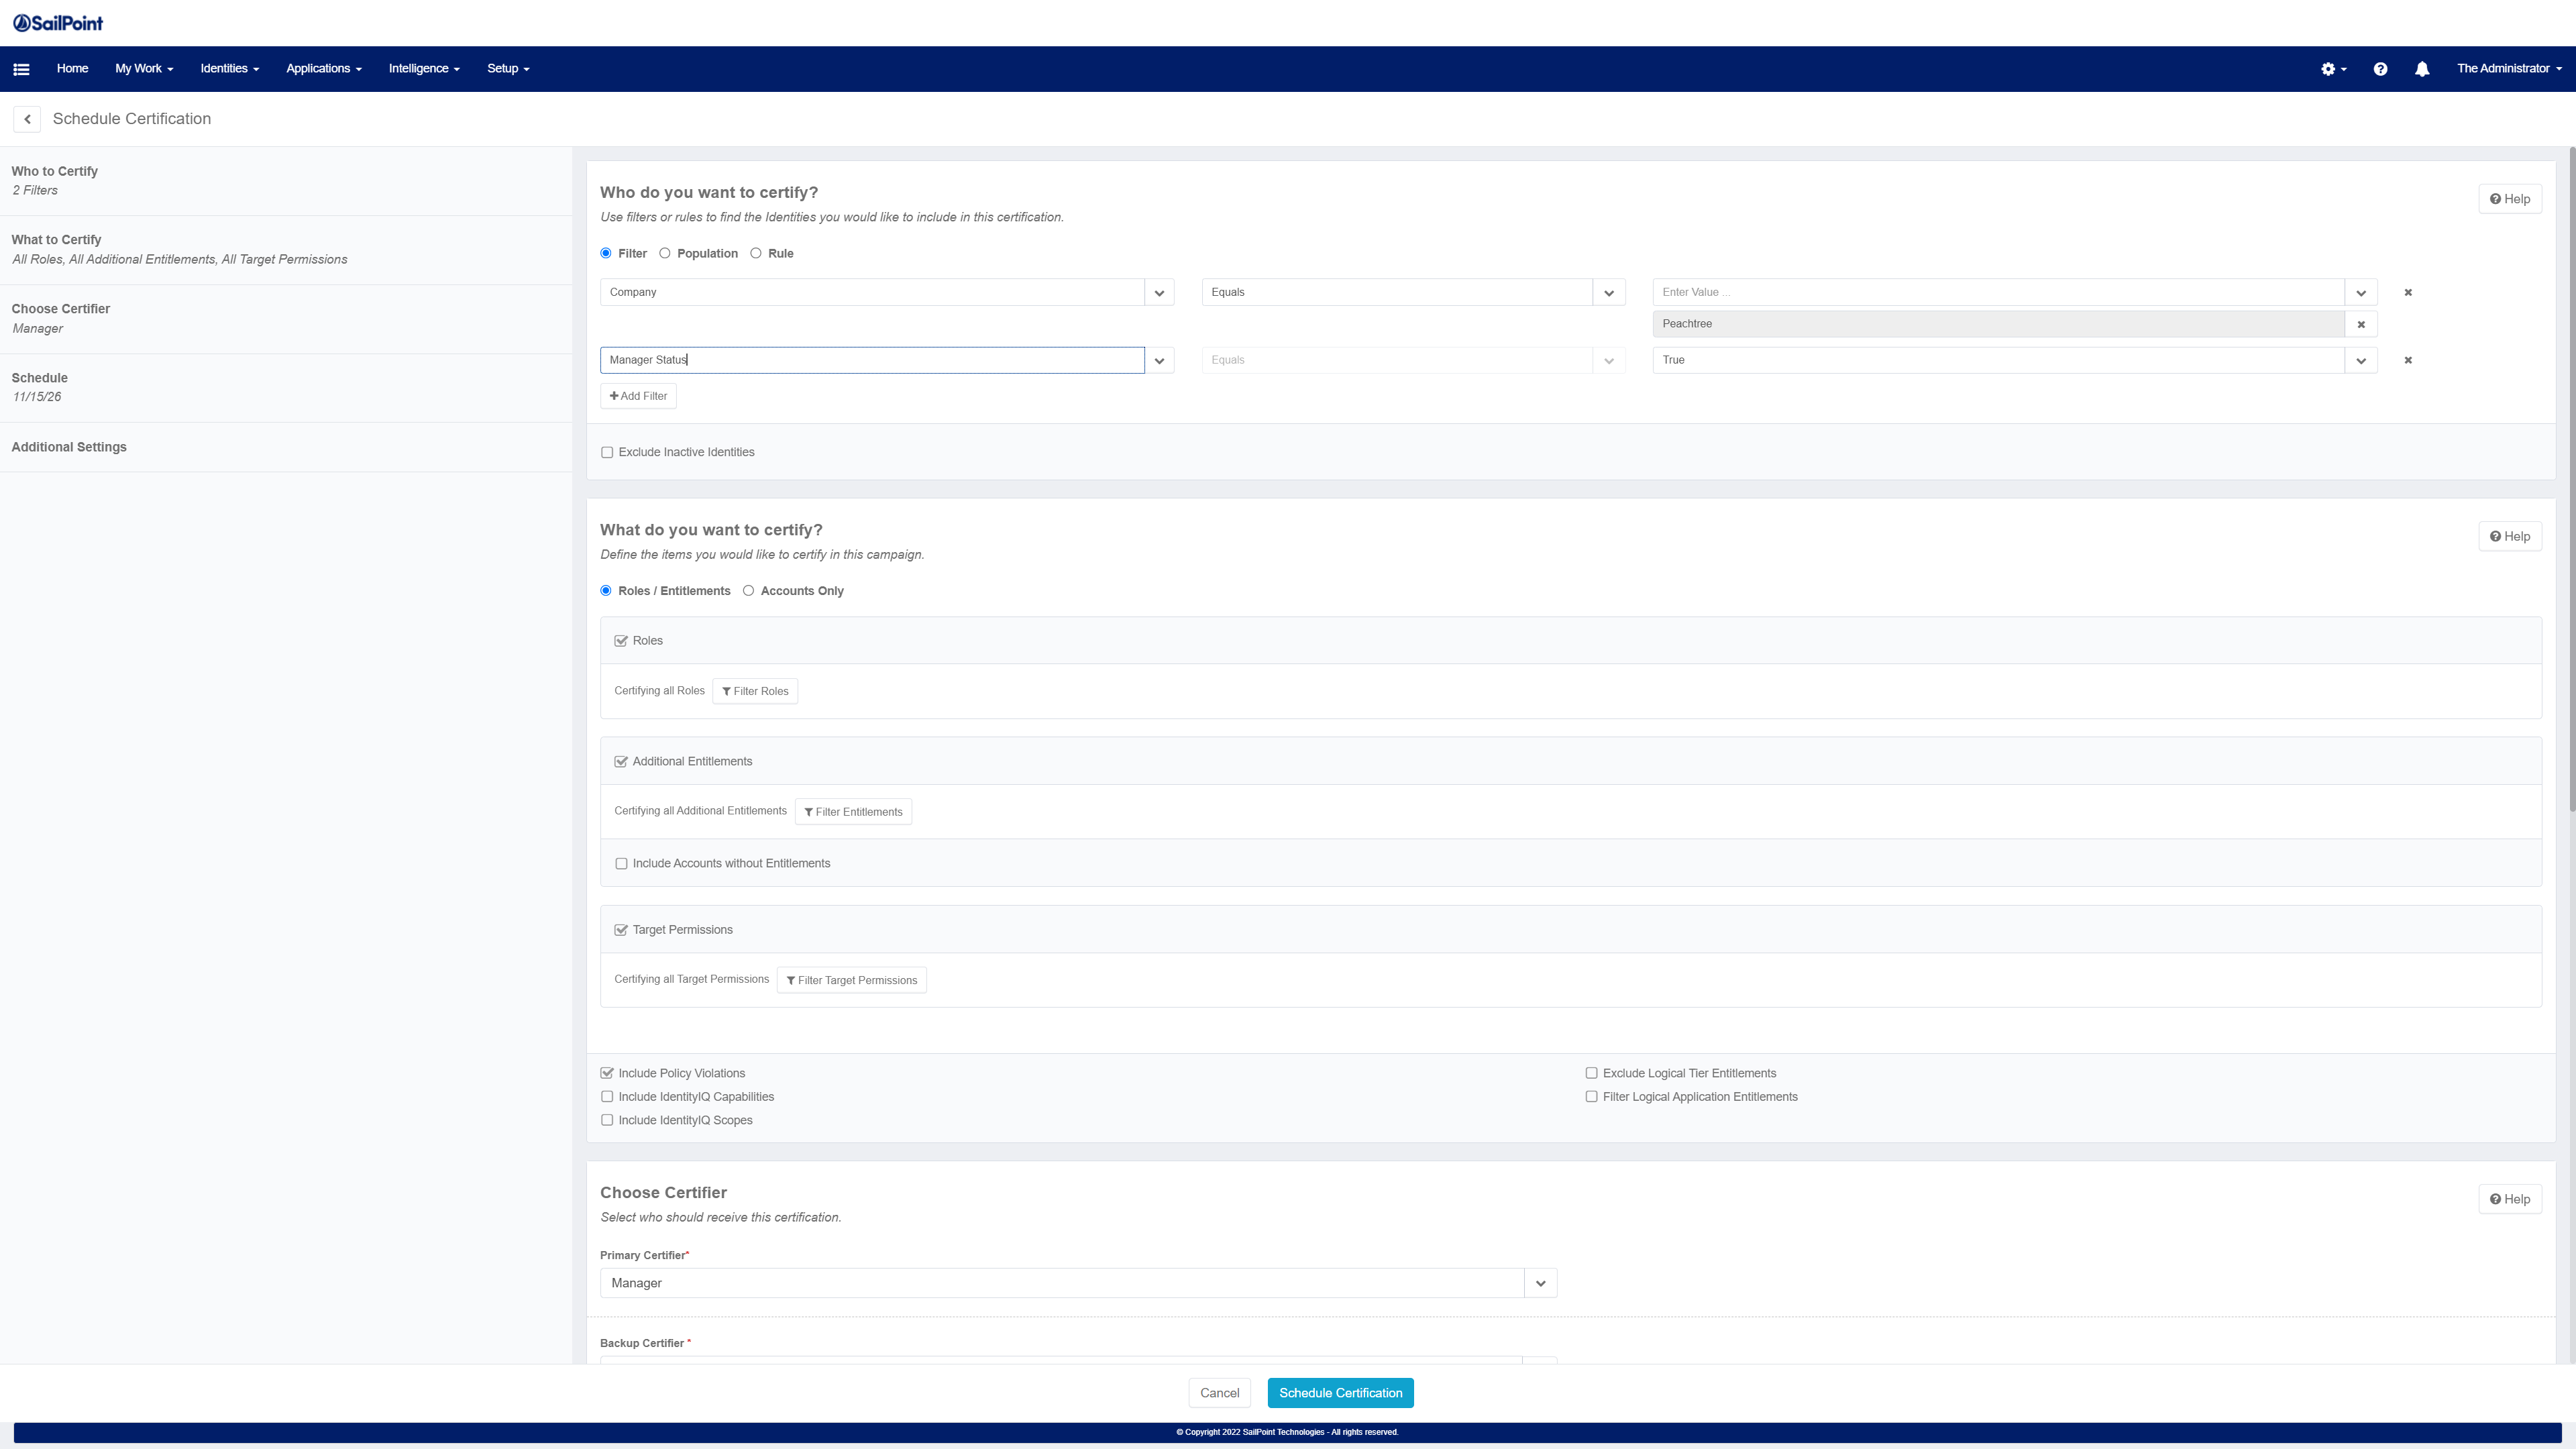 SailPoint
Home My Work Identities Applications Intelligence Setup The Administrator
Schedule Certification
Who to Certify
2 Filters
What to Certify
All Roles, All Additional Entitlements, All Target Permissions
Choose Certifier
Manager
Schedule
11/15/26
Additional Settings
Who do you want to certify?
Help
Use filters or rules to find the Identities you would like to include in this certification.
Filter Population Rule
Company Equals Enter Value ...
Peachtree
Manager Status Equals True
Add Filter
Exclude Inactive Identities
What do you want to certify?
Help
Define the items you would like to certify in this campaign.
Roles / Entitlements Accounts Only
Roles
Certifying all Roles Filter Roles
Additional Entitlements
Certifying all Additional Entitlements Filter Entitlements
Include Accounts without Entitlements
Target Permissions
Certifying all Target Permissions Filter Target Permissions
Include Policy Violations Exclude Logical Tier Entitlements
Include IdentityIQ Capabilities Filter Logical Application Entitlements
Include IdentityIQ Scopes
Choose Certifier
Help
Select who should receive this certification.
Primary Certifier*
Manager
Backup Certifier *
Cancel Schedule Certification
© Copyright 2022 SailPoint Technologies - All rights reserved.